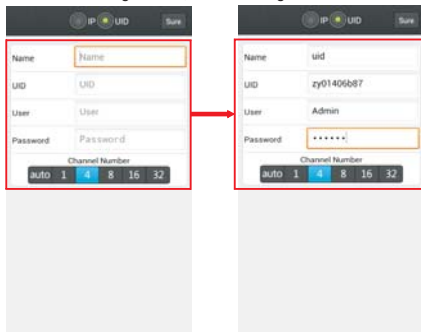 IP UID Sure
Name Name
UID UID
User User
Password Password
Channel Number
auto 1 4 8 16 32
IP UID Sure
Name uid
UID zy01406b87
User Admin
Password ••••••
Channel Number
auto 1 4 8 16 32